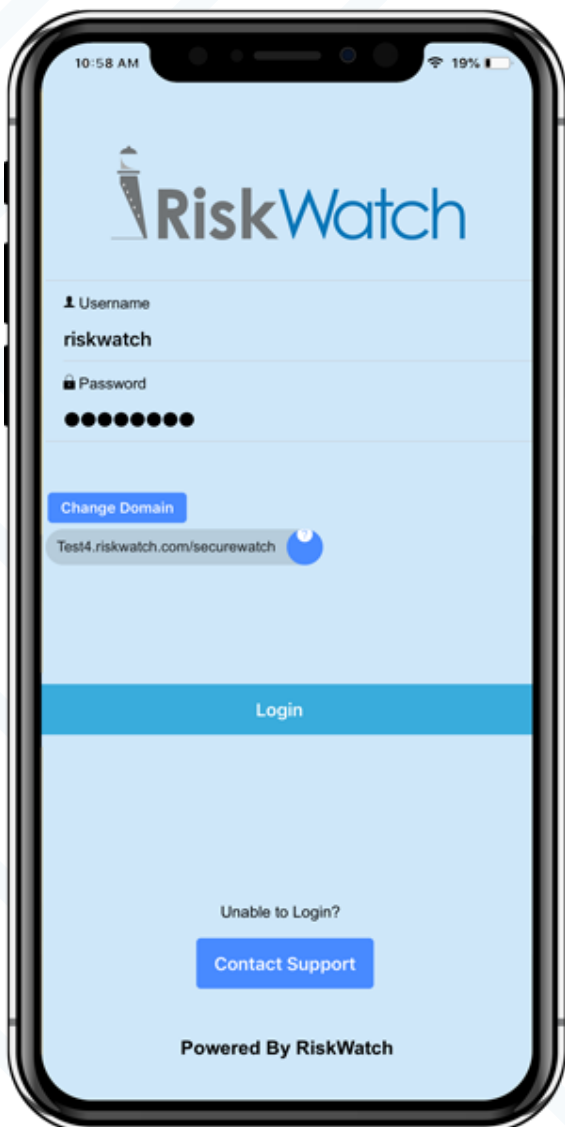 10:58 AM 19%
RiskWatch
Username
riskwatch
Password
●●●●●●●●
Change Domain
Test4.riskwatch.com/securewatch ?
Login
Unable to Login?
Contact Support
Powered By RiskWatch